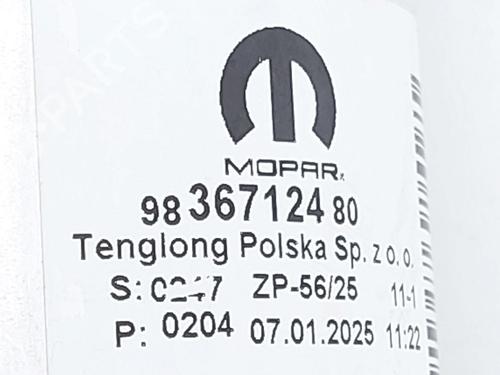 MOPAR
98 367124 80
Tenglong Polska Sp. z o. o.
S: ZP-56/25 11-1
P: 0204 07.01.2025 11:22